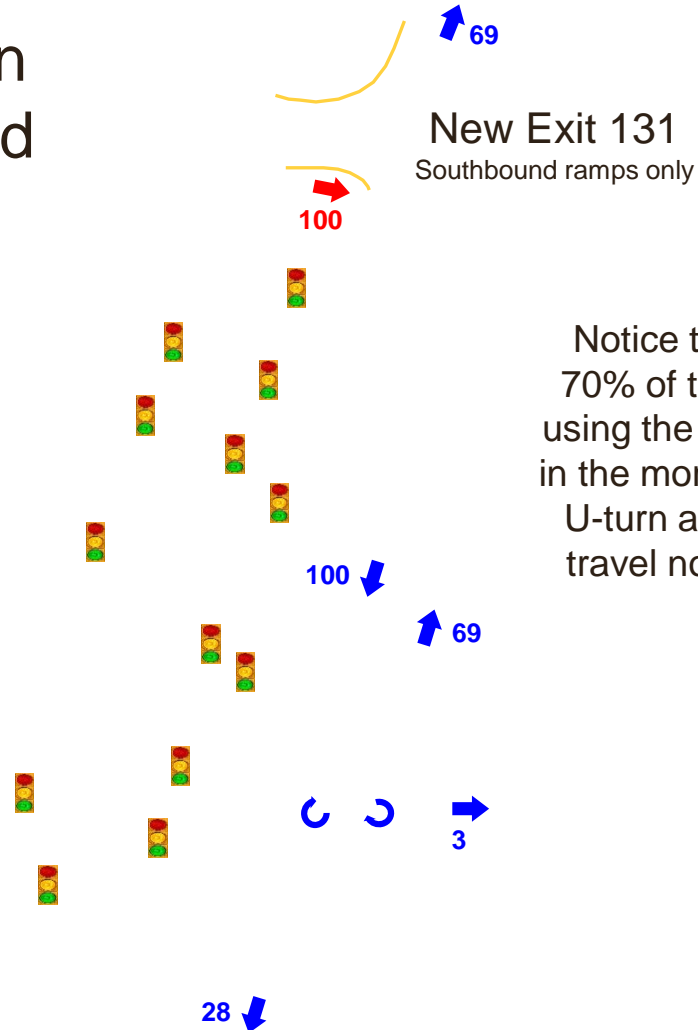 n
d
69
New Exit 131
Southbound ramps only
100
Notice t
70% of t
using the
in the mor
U-turn a
travel no
100
69
3
28